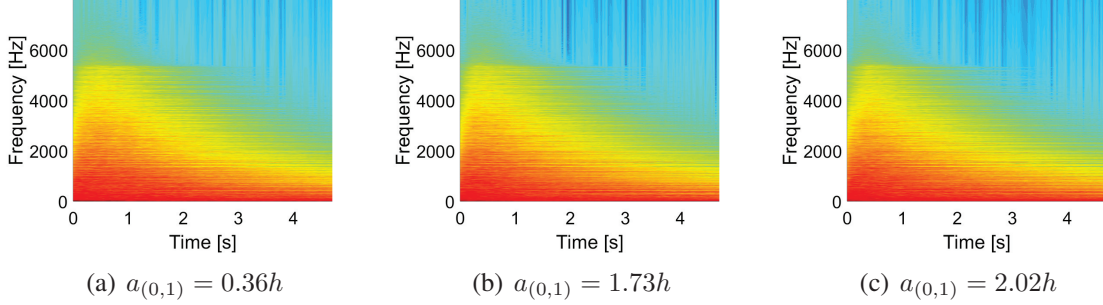 Frequency [Hz]
6000
4000
2000
0
0 1 2 3 4
Time [s]
(a) a(0,1) = 0.36h
Frequency [Hz]
6000
4000
2000
0
0 1 2 3 4
Time [s]
(b) a(0,1) = 1.73h
Frequency [Hz]
6000
4000
2000
0
0 1 2 3 4
Time [s]
(c) a(0,1) = 2.02h